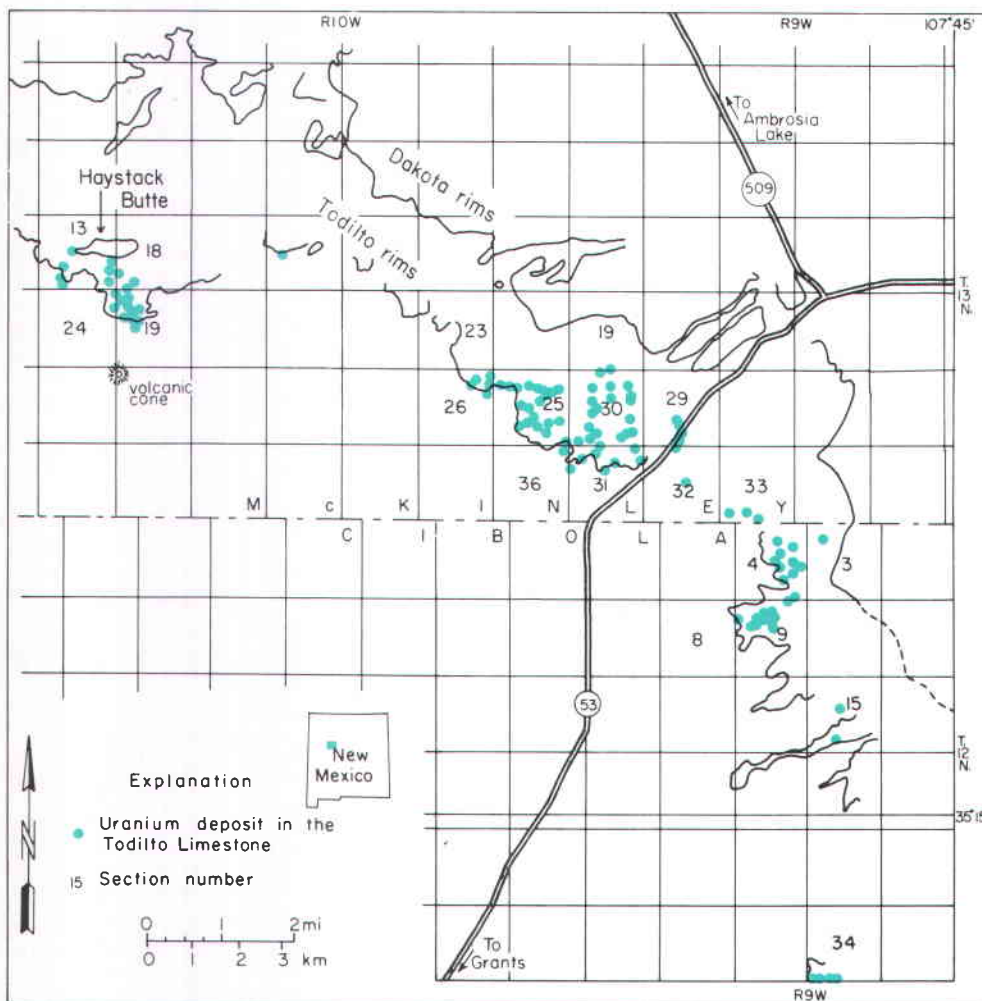 R10W
R9W
107°45'
To
Ambrosia
Lake
509
Dakota rims
Todilto rims
Haystack
Butte
13
18
T.
13
N.
24
19
23
19
volcanic
cone
26
25
30
29
36
31
32
33
M c K I N L E Y
C I B O L A
4
3
8
9
15
53
New
Mexico
T.
12
N.
35°15
Explanation
Uranium deposit in the
Todilto Limestone
15 Section number
N
0 1 2 mi
0 1 2 3 km
To
Grants
34
R9W